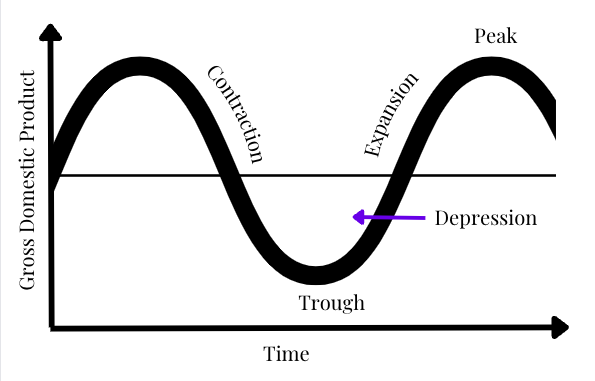 Peak
Contraction
Expansion
Gross Domestic Product
Depression
Trough
Time